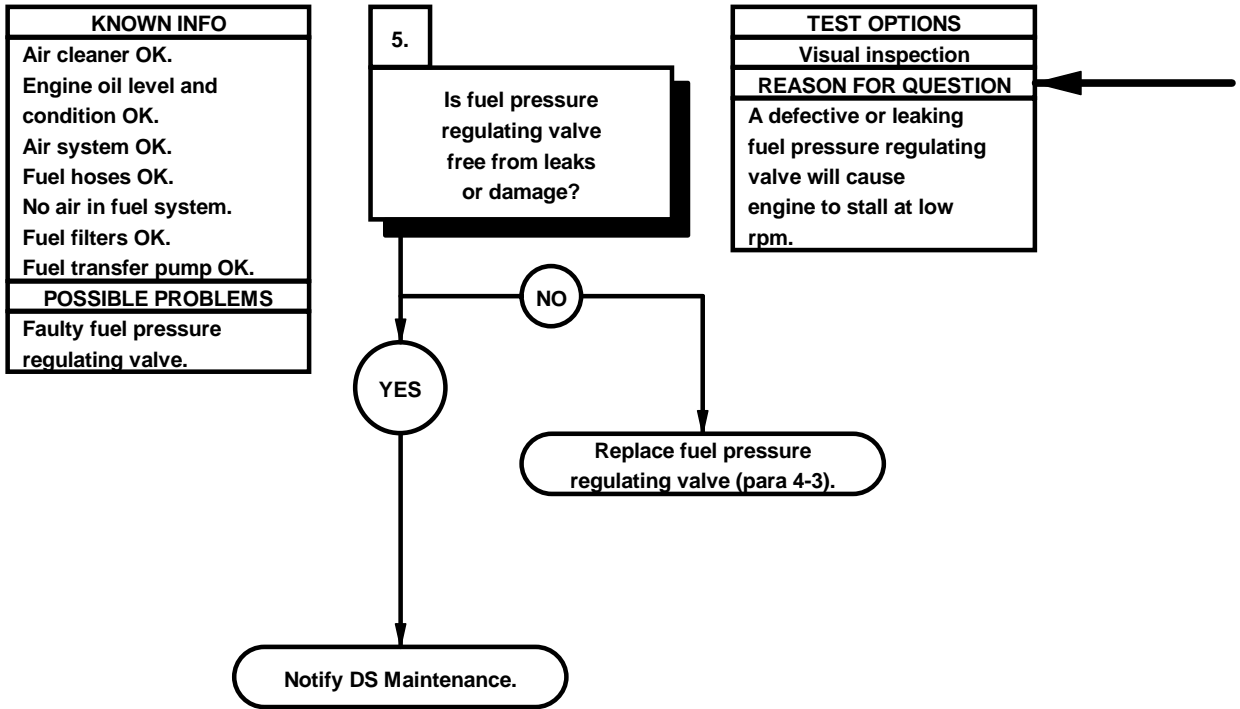 KNOWN INFO
Air cleaner OK.
Engine oil level and
condition OK.
Air system OK.
Fuel hoses OK.
No air in fuel system.
Fuel filters OK.
Fuel transfer pump OK.
POSSIBLE PROBLEMS
Faulty fuel pressure
regulating valve.
5.
Is fuel pressure
regulating valve
free from leaks
or damage?
TEST OPTIONS
Visual inspection
REASON FOR QUESTION
A defective or leaking
fuel pressure regulating
valve will cause
engine to stall at low
rpm.
NO
YES
Replace fuel pressure
regulating valve (para 4-3).
Notify DS Maintenance.